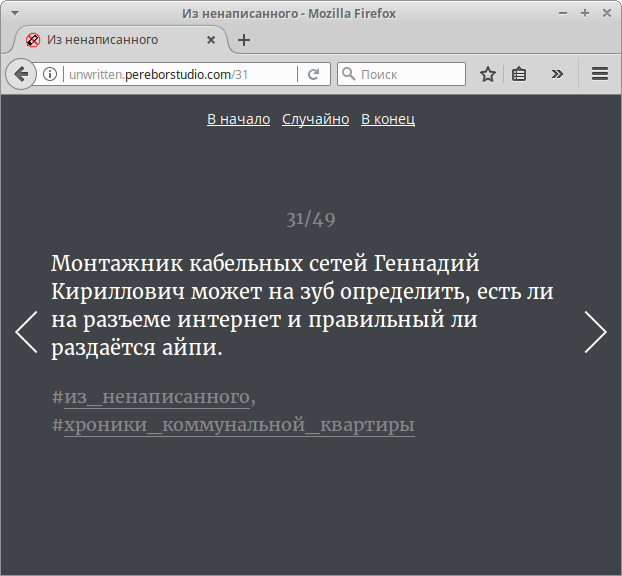 Из ненаписанного - Mozilla Firefox
Из ненаписанного
unwritten.pereborstudio.com/31
Поиск
В начало Случайно В конец
31/49
Монтажник кабельных сетей Геннадий
Кириллович может на зуб определить, есть ли
на разъеме интернет и правильный ли
раздаётся айпи.
#из_ненаписанного,
#хроники_коммунальной_квартиры